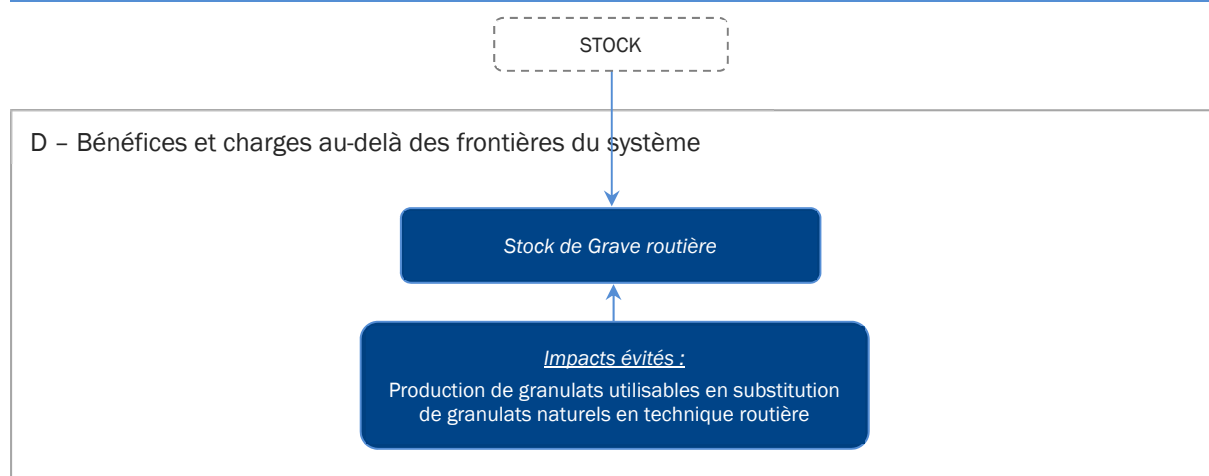 STOCK
D – Bénéfices et charges au-delà des frontières du système
Stock de Grave routière
Impacts évités :
Production de granulats utilisables en substitution
de granulats naturels en technique routière